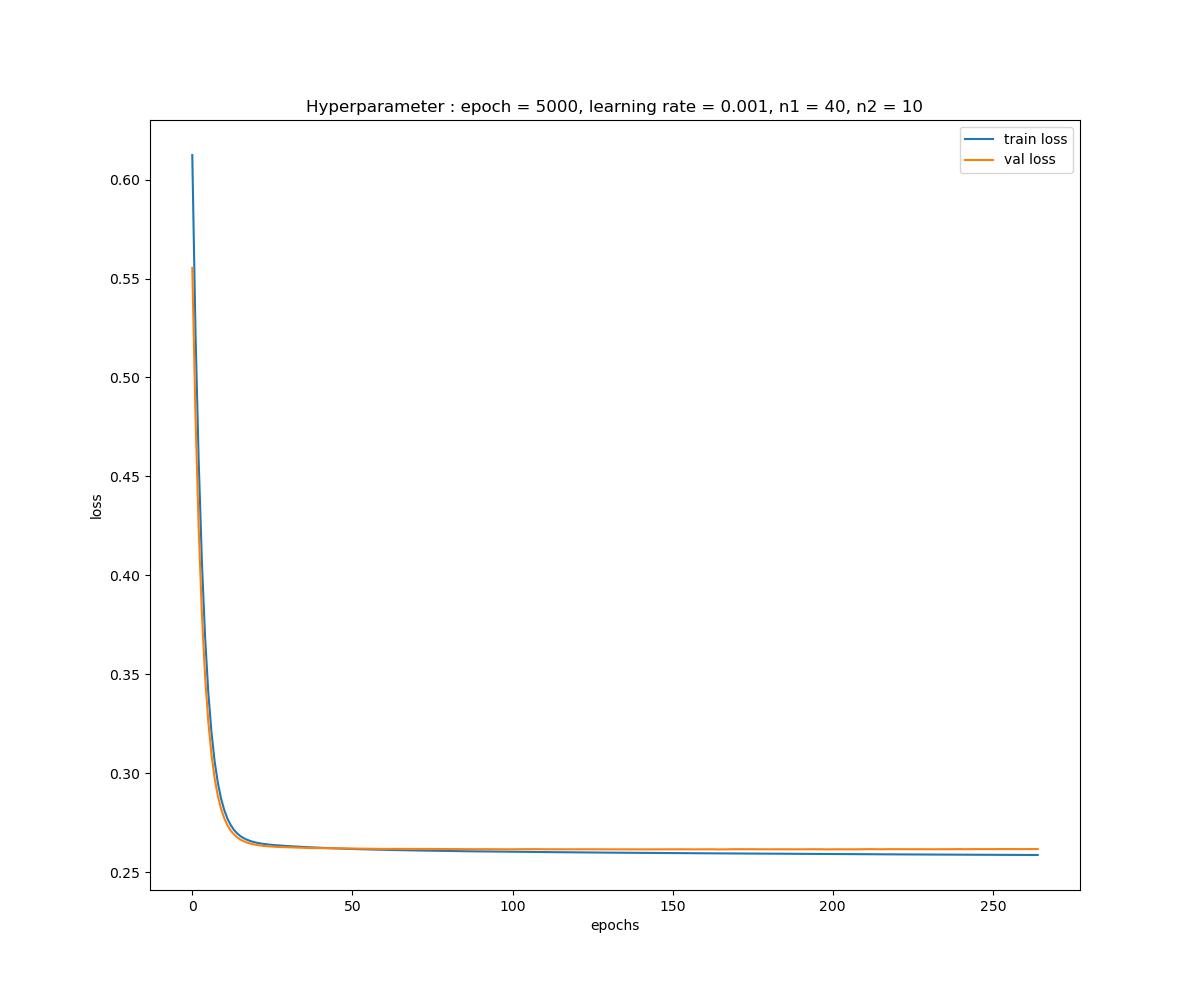 Hyperparameter : epoch = 5000, learning rate = 0.001, n1 = 40, n2 = 10
train loss
val loss
0.60
0.55
0.50
0.45
0.40
0.35
0.30
0.25
loss
0 50 100 150 200 250
epochs